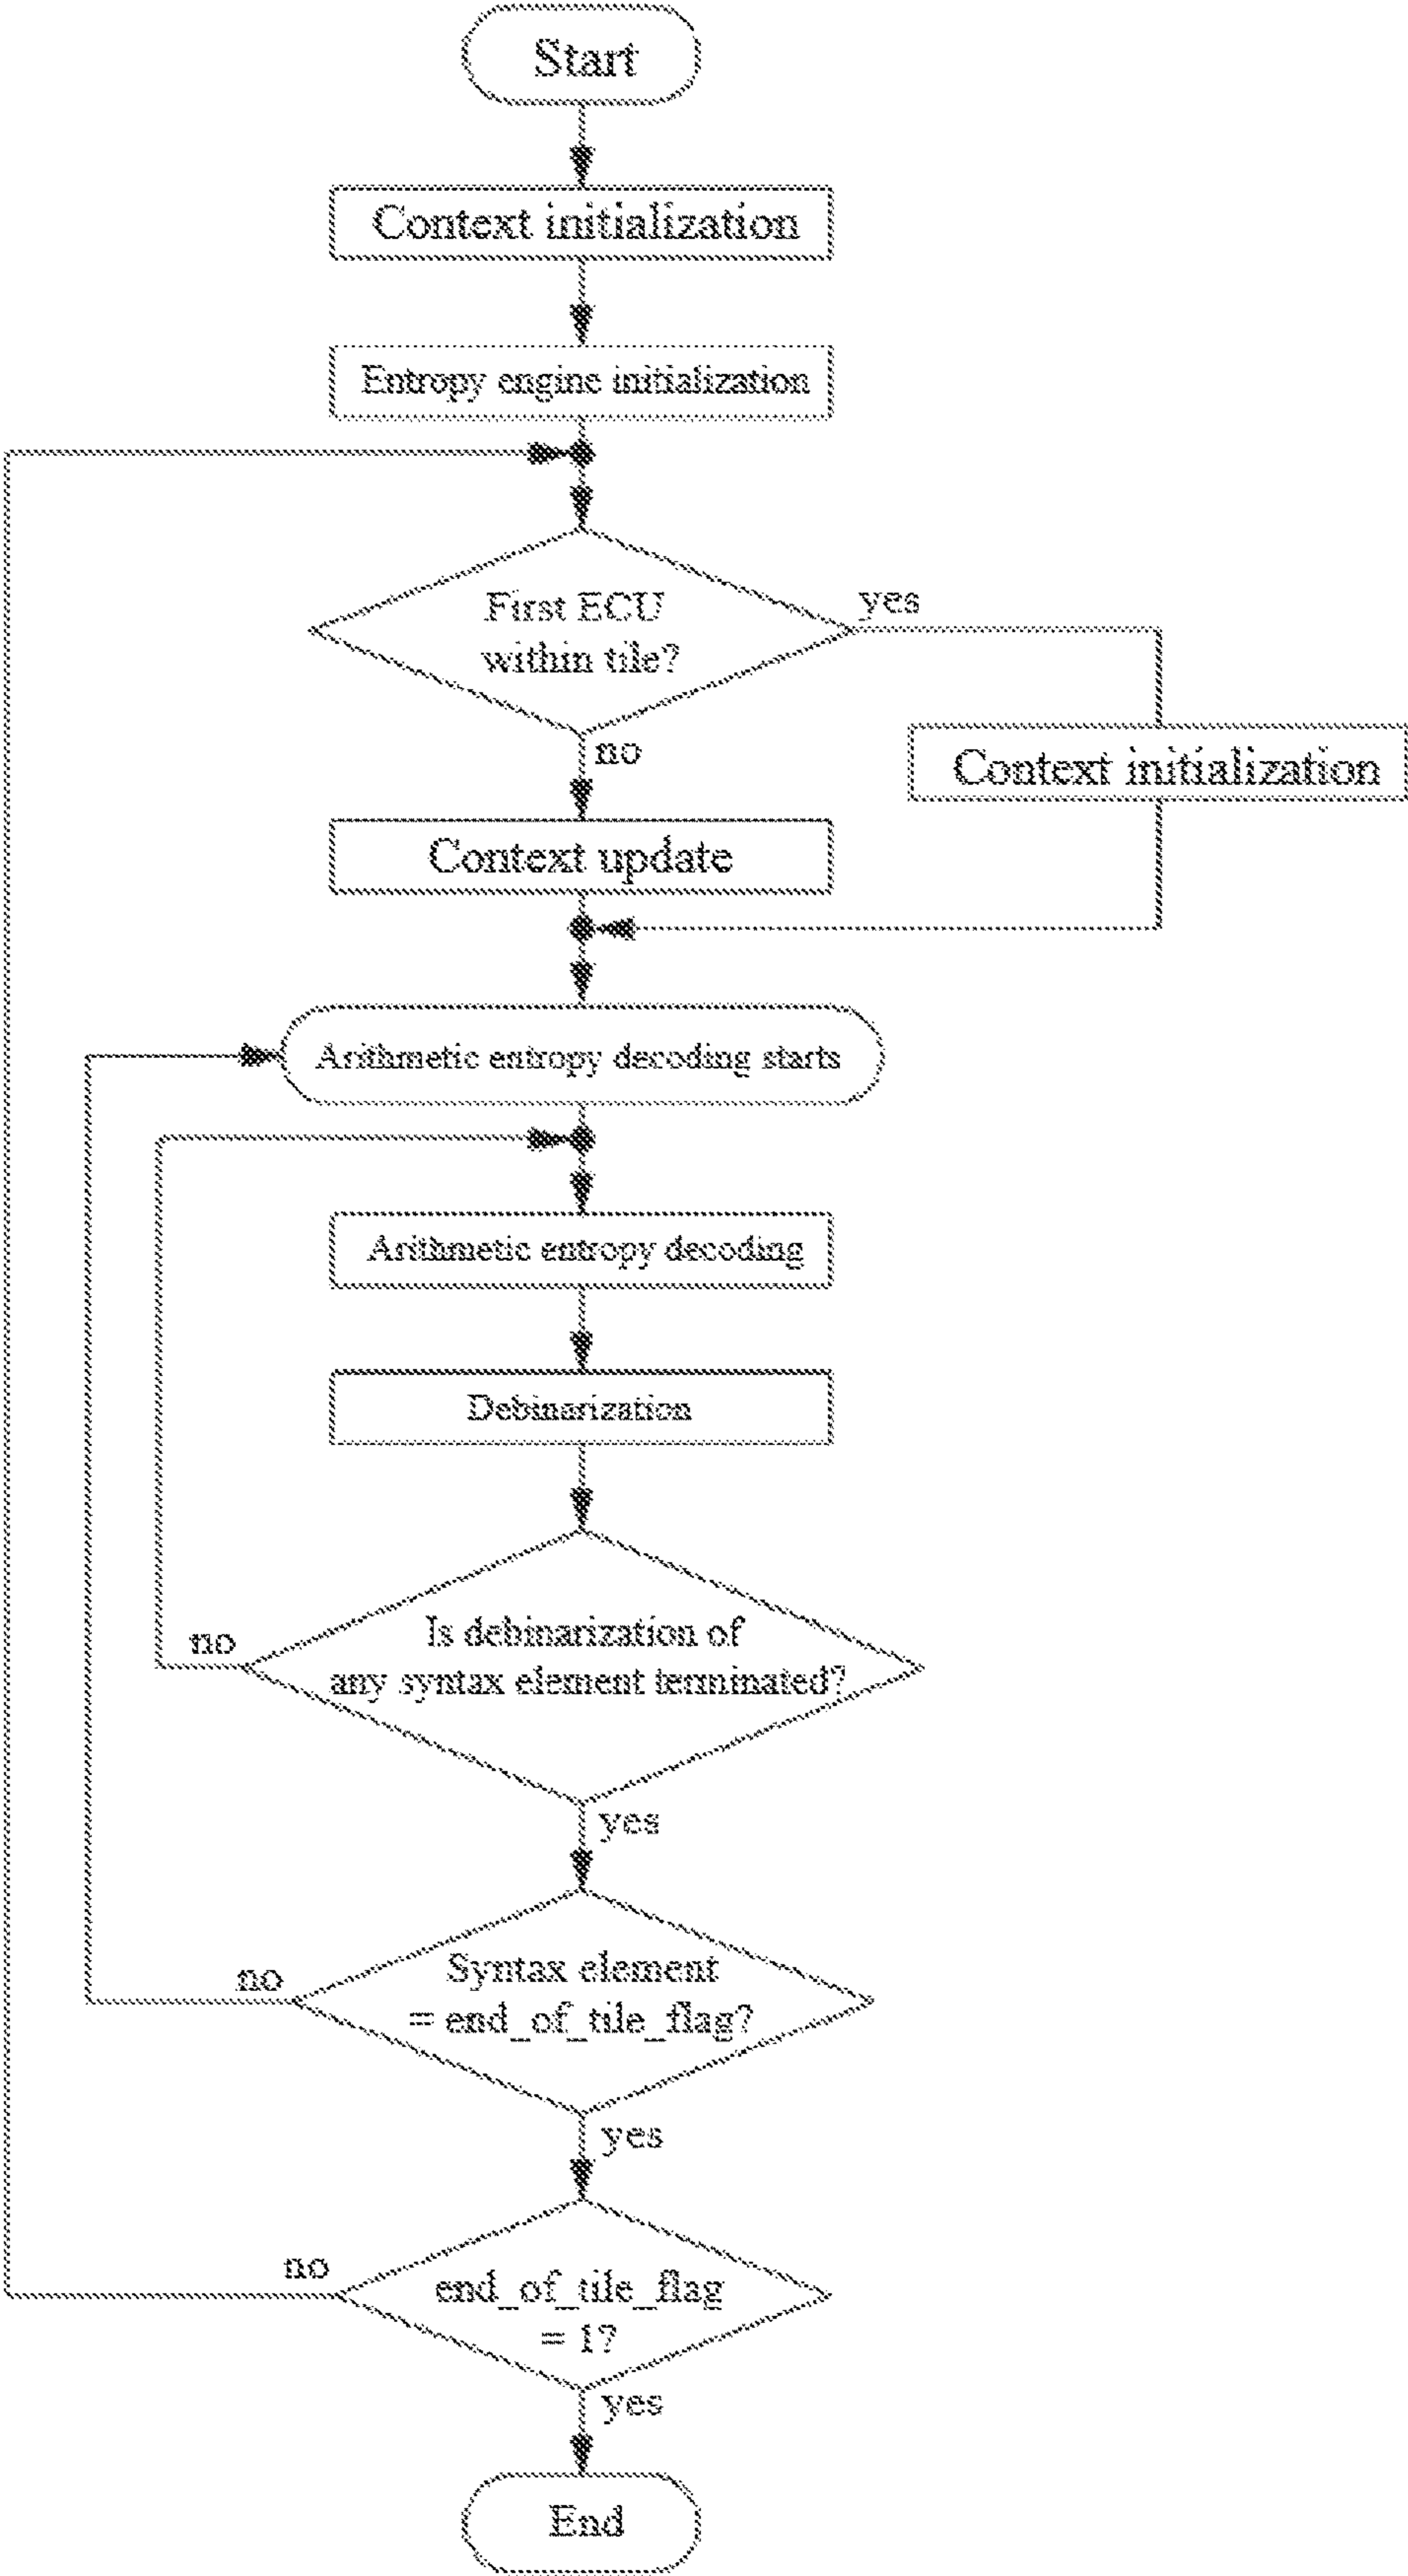 Start
Context initialization
Entropy engine initialization
First ECU
within tile?
yes
no
Context initialization
Context update
Arithmetic entropy decoding starts
Arithmetic entropy decoding
Debinarization
Is debinarization of
any syntax element terminated?
no
yes
Syntax element
= end_of_tile_flag?
no
yes
end_of_tile_flag
= 1?
no
yes
End